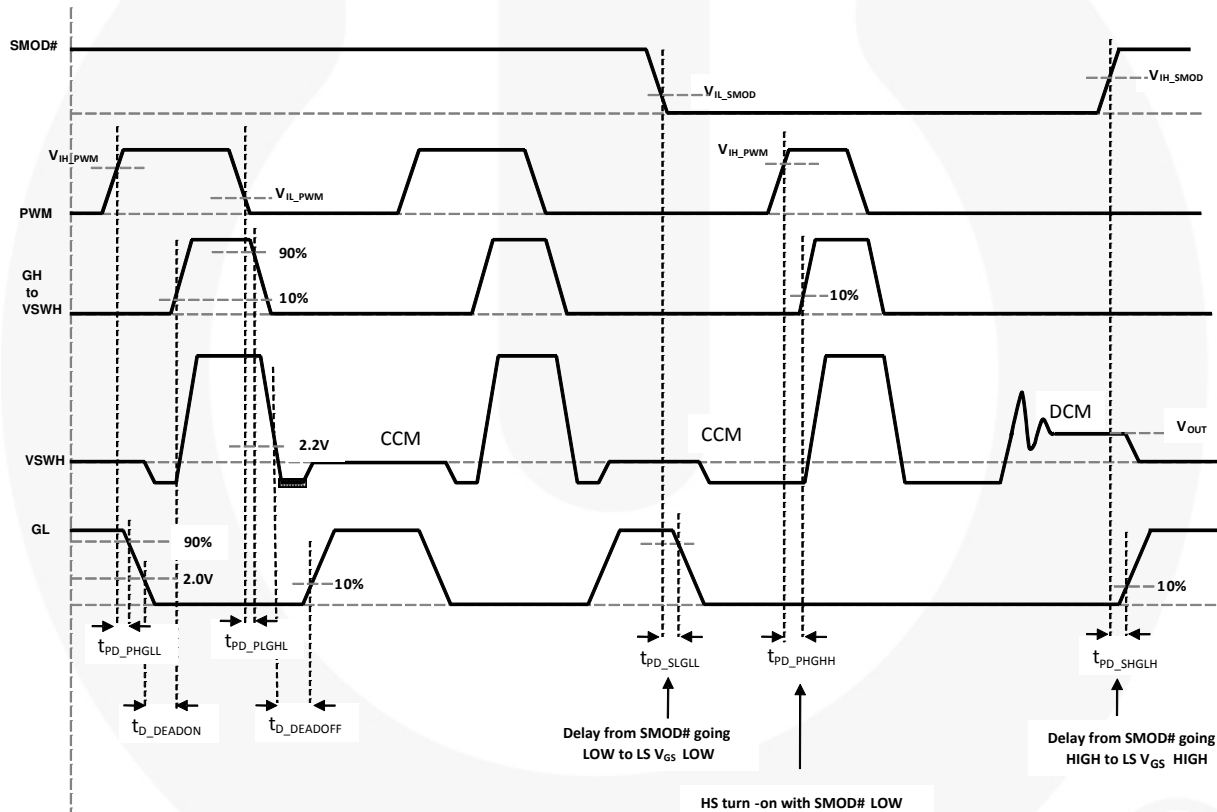 SMOD#
V_IL_SMOD
V_IH_SMOD
V_IH_PWM
V_IL_PWM
V_IH_PWM
PWM
90%
10%
10%
GH
to
VSWH
2.2V
CCM
CCM
DCM
V_OUT
VSWH
GL
90%
2.0V
10%
10%
t_PD_PHGLL
t_PD_PLGHL
t_PD_SLGLL
t_PD_PHGHH
t_PD_SHGLH
t_D_DEADON
t_D_DEADOFF
Delay from SMOD# going
LOW to LS V_GS LOW
Delay from SMOD# going
HIGH to LS V_GS HIGH
HS turn -on with SMOD# LOW